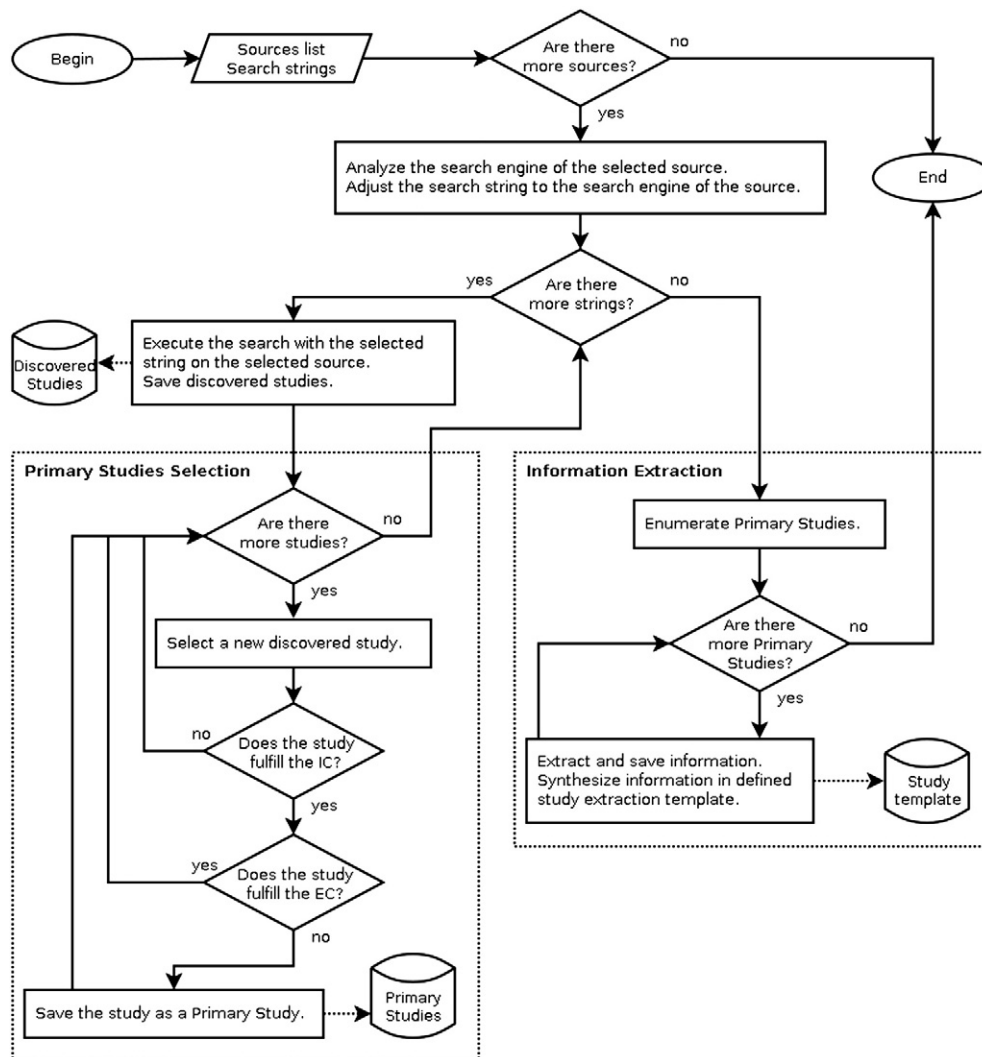 Begin
Sources list
Search strings
Are there
more sources?
no
yes
Analyze the search engine of the selected source.
Adjust the search string to the search engine of the source.
End
Are there
more strings?
yes
no
Execute the search with the selected
string on the selected source.
Save discovered studies.
Discovered
Studies
Primary Studies Selection
Are there
more studies?
no
yes
Select a new discovered study.
Does the study
fulfill the IC?
no
yes
Does the study
fulfill the EC?
yes
no
Save the study as a Primary Study.
Primary
Studies
Information Extraction
Enumerate Primary Studies.
Are there
more Primary
Studies?
no
yes
Extract and save information.
Synthesize information in defined
study extraction template.
Study
template